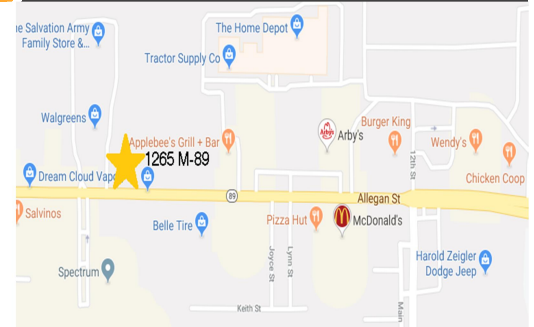 The Home Depot
e Salvation Army
Family Store &...
Tractor Supply Co
Walgreens
Burger King
Applebee's Grill + Bar
Arby's
Arby's
Wendy's
12th St
1265 M-89
Dream Cloud Vapo
Chicken Coop
89
Allegan St
Salvinos
Belle Tire
Pizza Hut
McDonald's
Joyce St
Lynn St
Harold Zeigler
Dodge Jeep
Spectrum
Keith St
Main